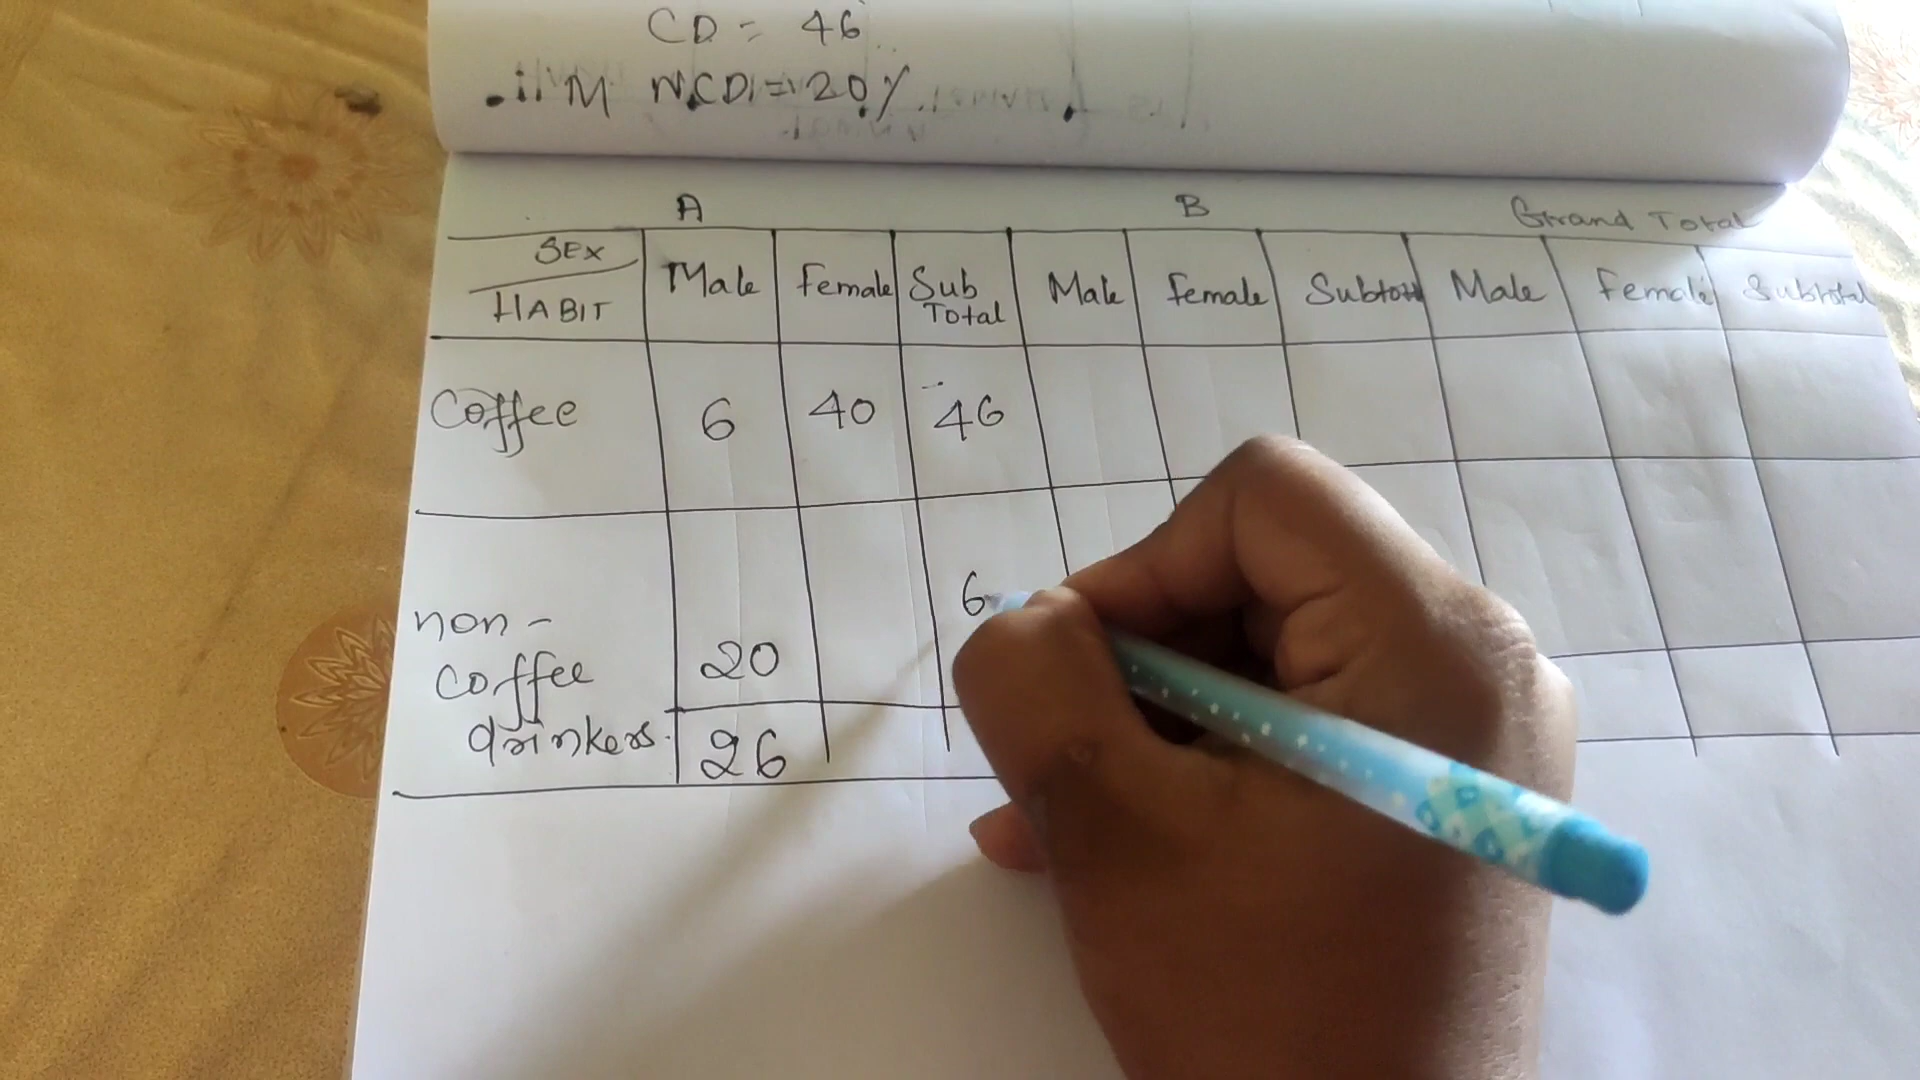 CD = 46
.ii M NCD = 20%.
A B Grand Total
SEX
HABIT
Male Female Sub Total Male Female Subtotal Male Female Subtotal
Coffee 6 40 46
non-
coffee 20 6
drinkers. 26